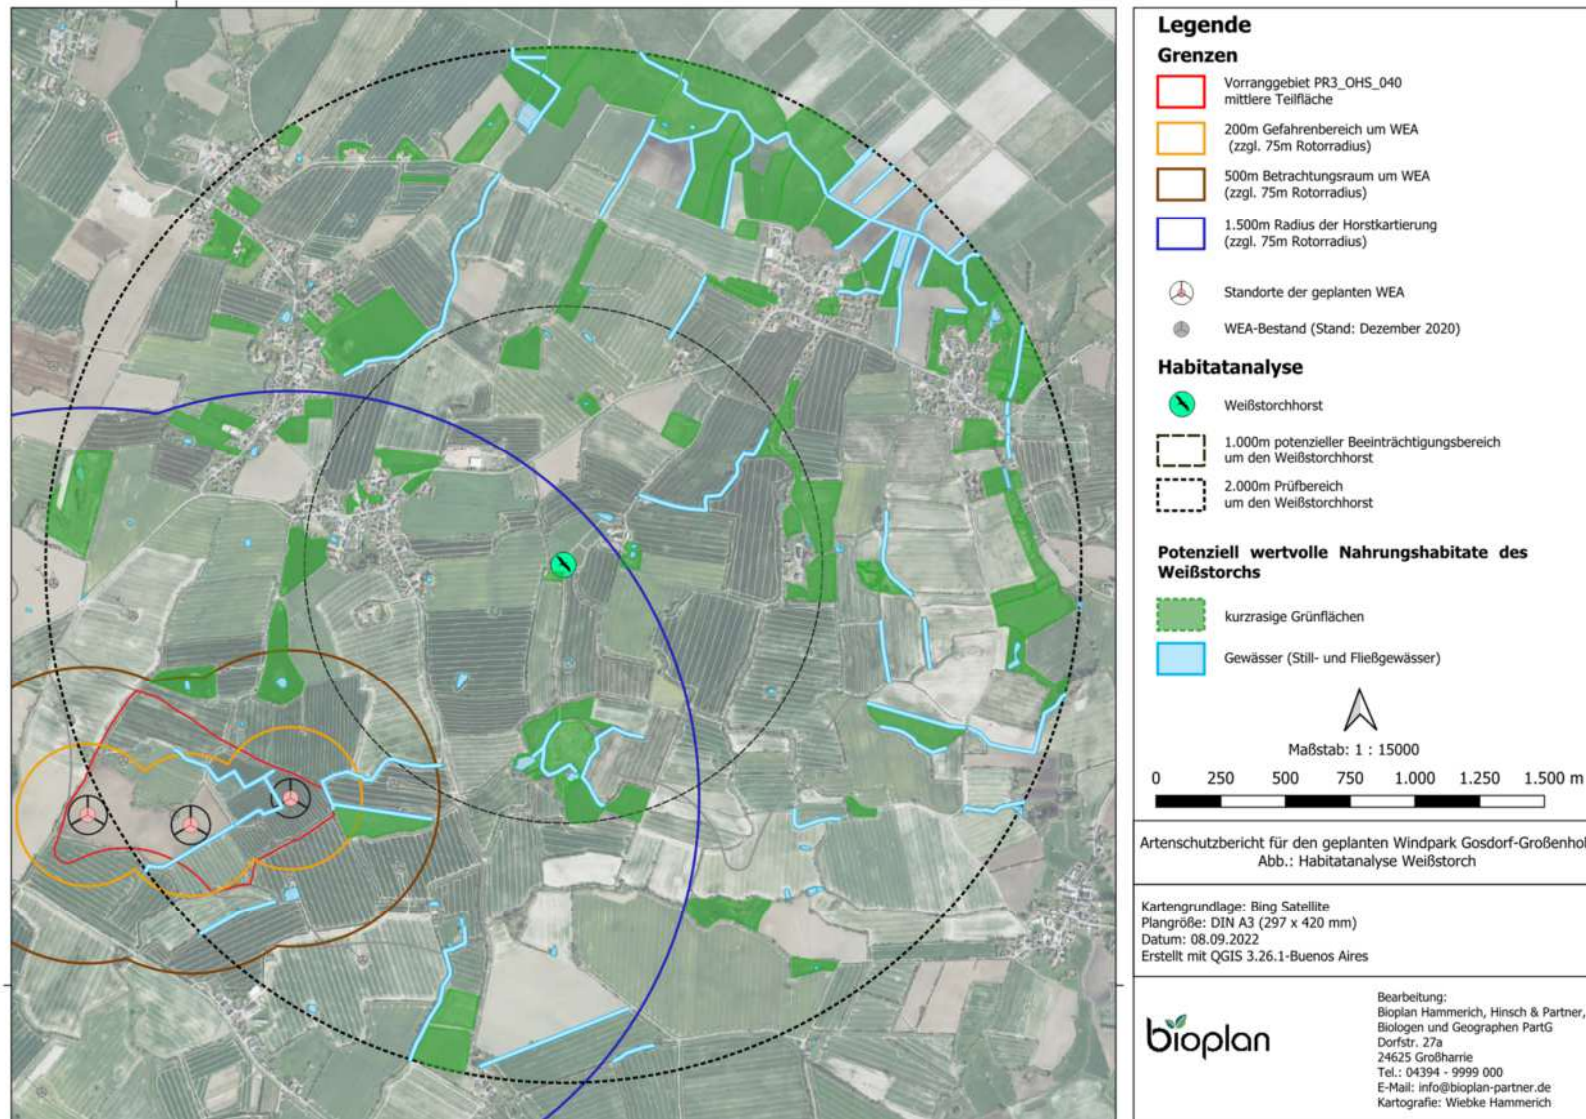 Legende
Grenzen
Vorranggebiet PR3_OHS_040
mittlere Teilfläche
200m Gefahrenbereich um WEA
(zzgl. 75m Rotorradius)
500m Betrachtungsraum um WEA
(zzgl. 75m Rotorradius)
1.500m Radius der Horstkartierung
(zzgl. 75m Rotorradius)
Standorte der geplanten WEA
WEA-Bestand (Stand: Dezember 2020)
Habitatanalyse
Weißstorchhorst
1.000m potenzieller Beeinträchtigungsbereich
um den Weißstorchhorst
2.000m Prüfbereich
um den Weißstorchhorst
Potenziell wertvolle Nahrungshabitate des
Weißstorchs
kurzrasige Grünflächen
Gewässer (Still- und Fließgewässer)
Maßstab: 1 : 15000
0 250 500 750 1.000 1.250 1.500 m
Artenschutzbericht für den geplanten Windpark Gosdorf-Großenhol
Abb.: Habitatanalyse Weißstorch
Kartengrundlage: Bing Satellite
Plangröße: DIN A3 (297 x 420 mm)
Datum: 08.09.2022
Erstellt mit QGIS 3.26.1-Buenos Aires
bioplan
Bearbeitung:
Bioplan Hammerich, Hinsch & Partner,
Biologen und Geographen PartG
Dorfstr. 27a
24625 Großharrie
Tel.: 04394 - 9999 000
E-Mail: info@bioplan-partner.de
Kartografie: Wiebke Hammerich